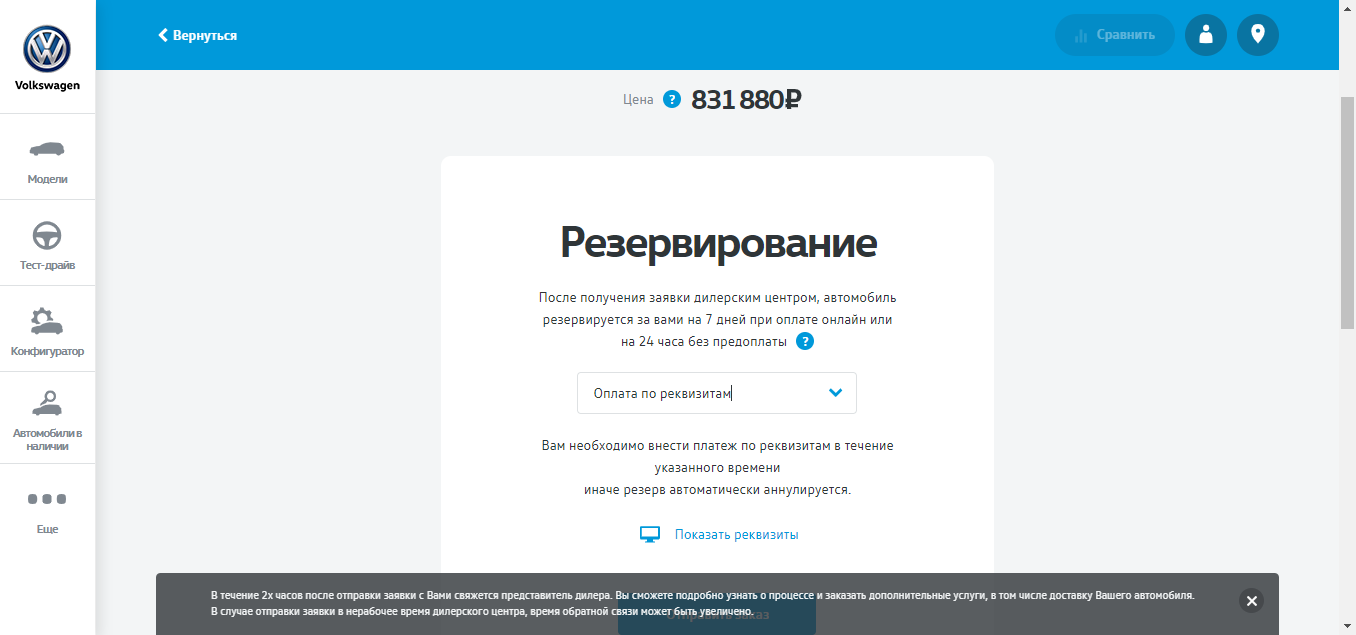 Volkswagen
Модели
Тест-драйв
Конфигуратор
Автомобили в
наличии
Еще
Вернуться
Сравнить
Цена ? 831 880₽
Резервирование
После получения заявки дилерским центром, автомобиль
резервируется за вами на 7 дней при оплате онлайн или
на 24 часа без предоплаты ?
Оплата по реквизитам
Вам необходимо внести платеж по реквизитам в течение
указанного времени
иначе резерв автоматически аннулируется.
Показать реквизиты
В течение 2х часов после отправки заявки с Вами свяжется представитель дилера. Вы сможете подробно узнать о процессе и заказать дополнительные услуги, в том числе доставку Вашего автомобиля.
В случае отправки заявки в нерабочее время дилерского центра, время обратной связи может быть увеличено.
Отправить заказ